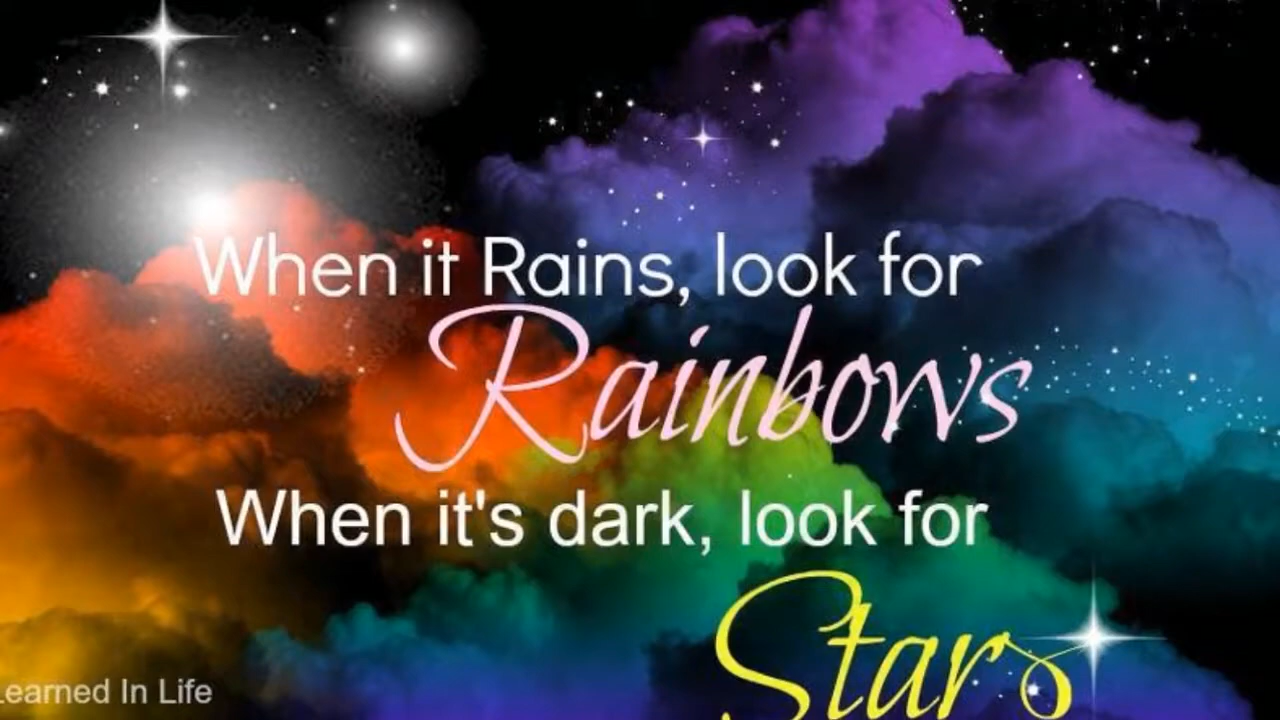 When it Rains, look for
Rainbows
When it's dark, look for
Stars
Learned In Life